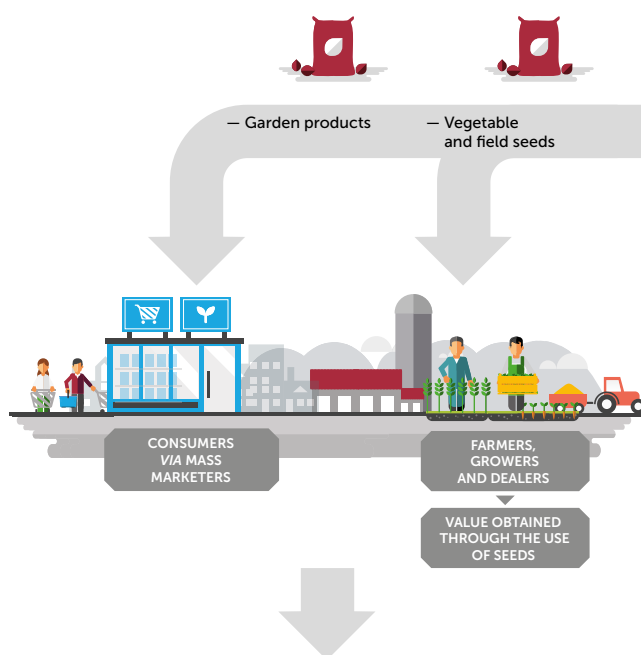 — Garden products
— Vegetable
and field seeds
CONSUMERS
VIA MASS
MARKETERS
FARMERS,
GROWERS
AND DEALERS
VALUE OBTAINED
THROUGH THE USE
OF SEEDS